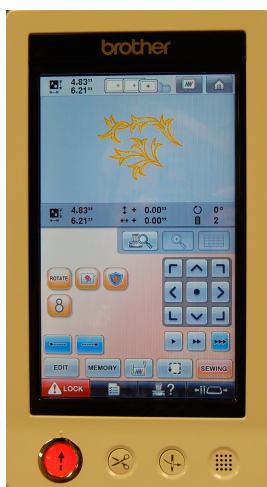 brother
4.83"
6.21"
4.83" ↕ + 0.00" 0°
6.21" ↔ + 0.00" 2
ROTATE
8
EDIT MEMORY SEWING
LOCK ?